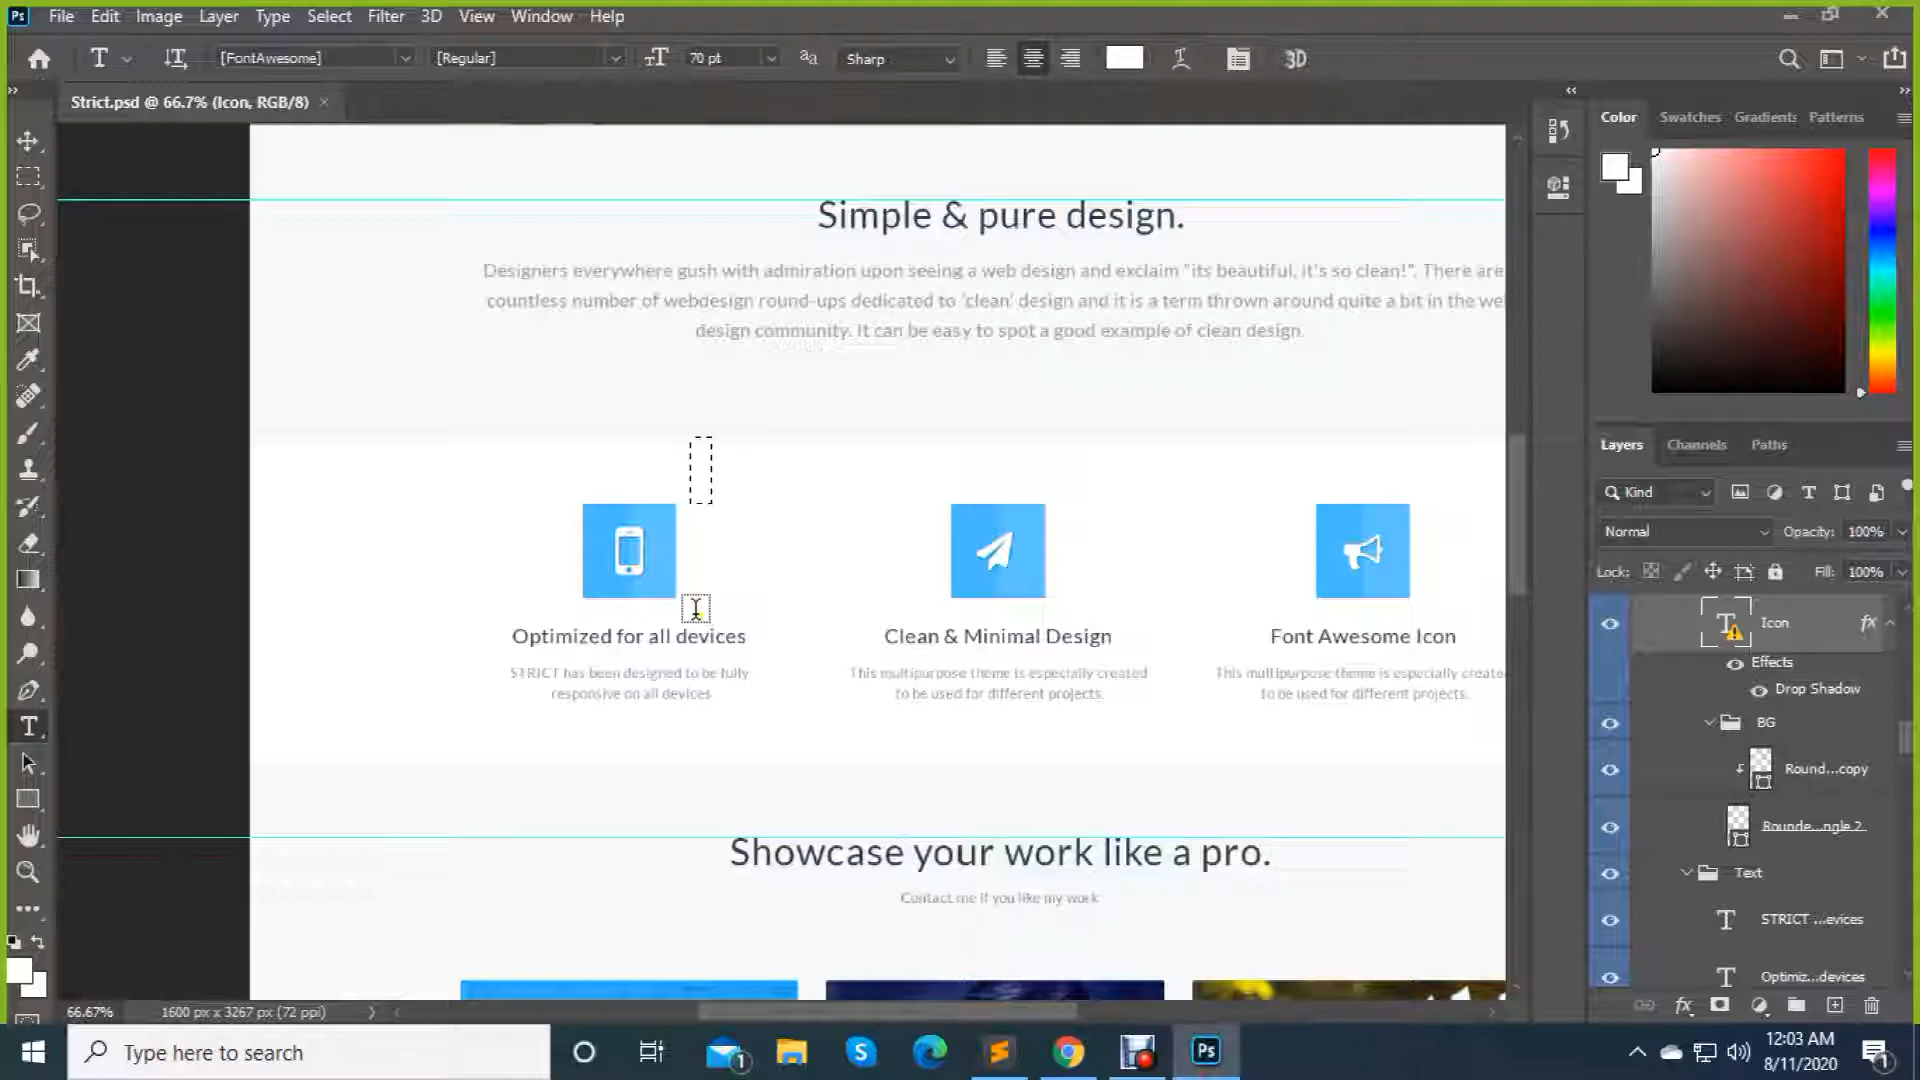 Ps File Edit Image Layer Type Select Filter 3D View Window Help
T [FontAwesome] [Regular] 70 pt aa Sharp 3D
Strict.psd @ 66.7% (Icon, RGB/8)
Color Swatches Gradients Patterns
Simple & pure design.
Designers everywhere gush with admiration upon seeing a web design and exclaim "its beautiful, it's so clean!". There are
countless number of webdesign round-ups dedicated to 'clean' design and it is a term thrown around quite a bit in the we
design community. It can be easy to spot a good example of clean design.
Optimized for all devices
STRICT has been designed to be fully
responsive on all devices
Clean & Minimal Design
This multipurpose theme is especially created
to be used for different projects.
Font Awesome Icon
This multipurpose theme is especially create
to be used for different projects.
Showcase your work like a pro.
Contact me if you like my work
Layers Channels Paths
Kind
Normal Opacity: 100%
Lock: Fill: 100%
Icon fx
Effects
Drop Shadow
BG
Round...copy
Rounde...ngle 2
Text
STRICT ...evices
Optimiz...devices
66.67% 1600 px x 3267 px (72 ppi)
Type here to search
1
Ps
12:03 AM
8/11/2020
1